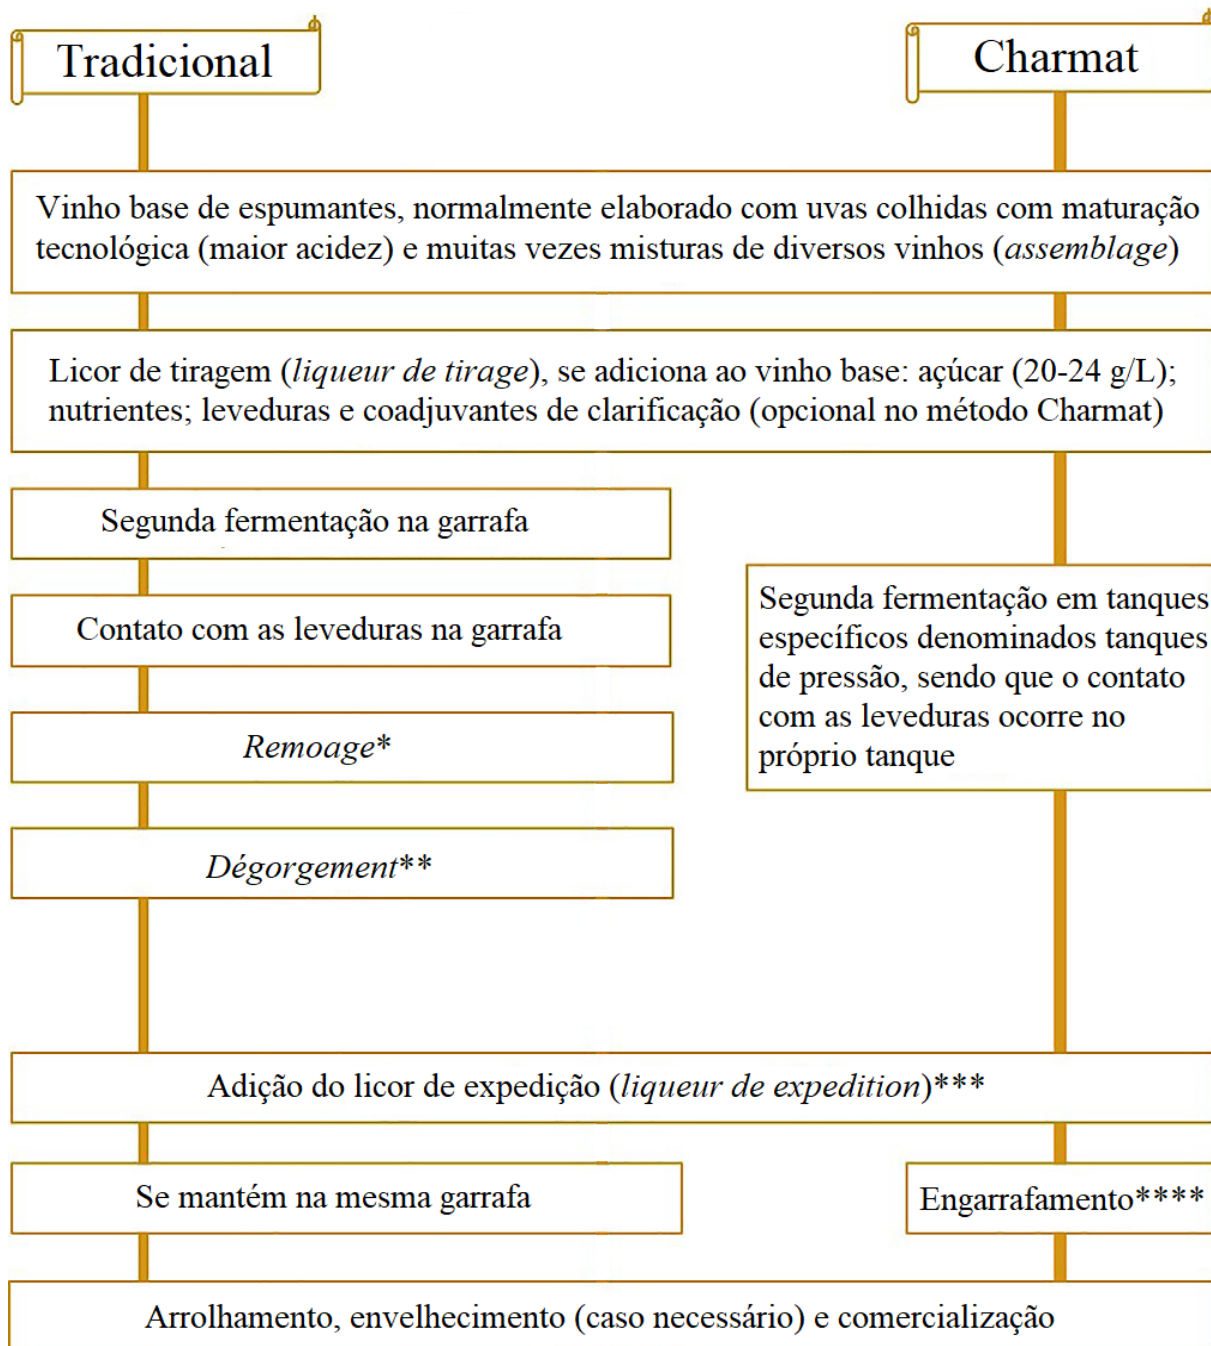 Tradicional
Charmat
Vinho base de espumantes, normalmente elaborado com uvas colhidas com maturação
tecnológica (maior acidez) e muitas vezes misturas de diversos vinhos (assemblage)
Licor de tiragem (liqueur de tirage), se adiciona ao vinho base: açúcar (20-24 g/L);
nutrientes; leveduras e coadjuvantes de clarificação (opcional no método Charmat)
Segunda fermentação na garrafa
Contato com as leveduras na garrafa
Remoage*
Dégorgement**
Segunda fermentação em tanques
específicos denominados tanques
de pressão, sendo que o contato
com as leveduras ocorre no
próprio tanque
Adição do licor de expedição (liqueur de expedition)***
Se mantém na mesma garrafa
Engarrafamento****
Arrolhamento, envelhecimento (caso necessário) e comercialização